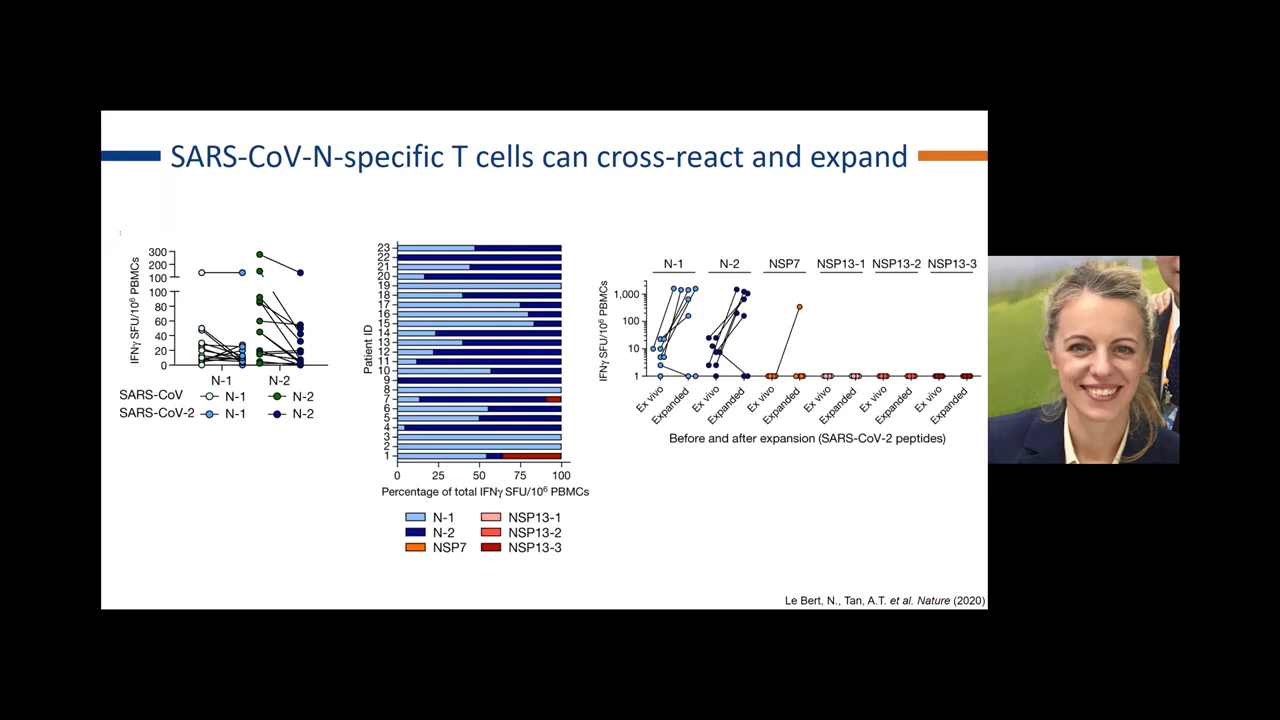 SARS-CoV-N-specific T cells can cross-react and expand
IFNγ SFU/10⁶ PBMCs
300
200
100
100
80
60
40
20
0
N-1 N-2
SARS-CoV N-1 N-2
SARS-CoV-2 N-1 N-2
Patient ID
23
22
21
20
19
18
17
16
15
14
13
12
11
10
9
8
7
6
5
4
3
2
1
0 25 50 75 100
Percentage of total IFNγ SFU/10⁶ PBMCs
N-1 NSP13-1
N-2 NSP13-2
NSP7 NSP13-3
N-1 N-2 NSP7 NSP13-1 NSP13-2 NSP13-3
IFNγ SFU/10⁶ PBMCs
1,000
100
10
1
Ex vivo Expanded Ex vivo Expanded Ex vivo Expanded Ex vivo Expanded Ex vivo Expanded Ex vivo Expanded
Before and after expansion (SARS-CoV-2 peptides)
Le Bert, N., Tan, A.T. et al. Nature (2020)